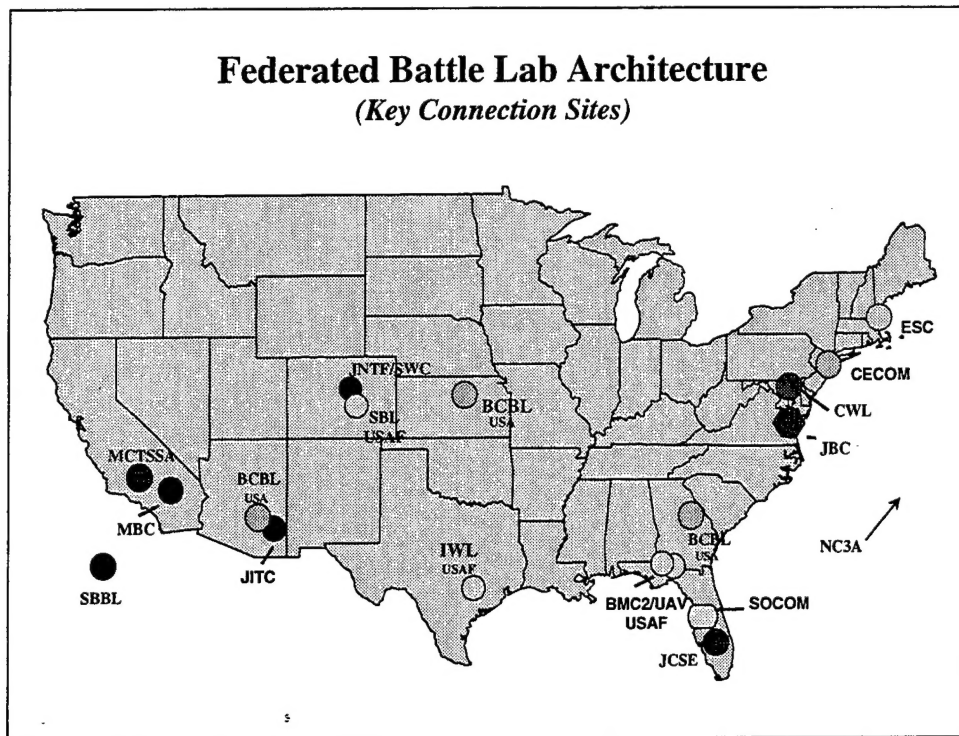 Federated Battle Lab Architecture
(Key Connection Sites)
ESC
CECOM
CWL
JBC
JNTF/SWC
SBL
USAF
BCBL
USA
MCTSSA
MBC
BCBL
USA
JITC
SBBL
IWL
USAF
BCBL
USA
NC3A
BMC2/UAV
USAF
SOCOM
JCSE